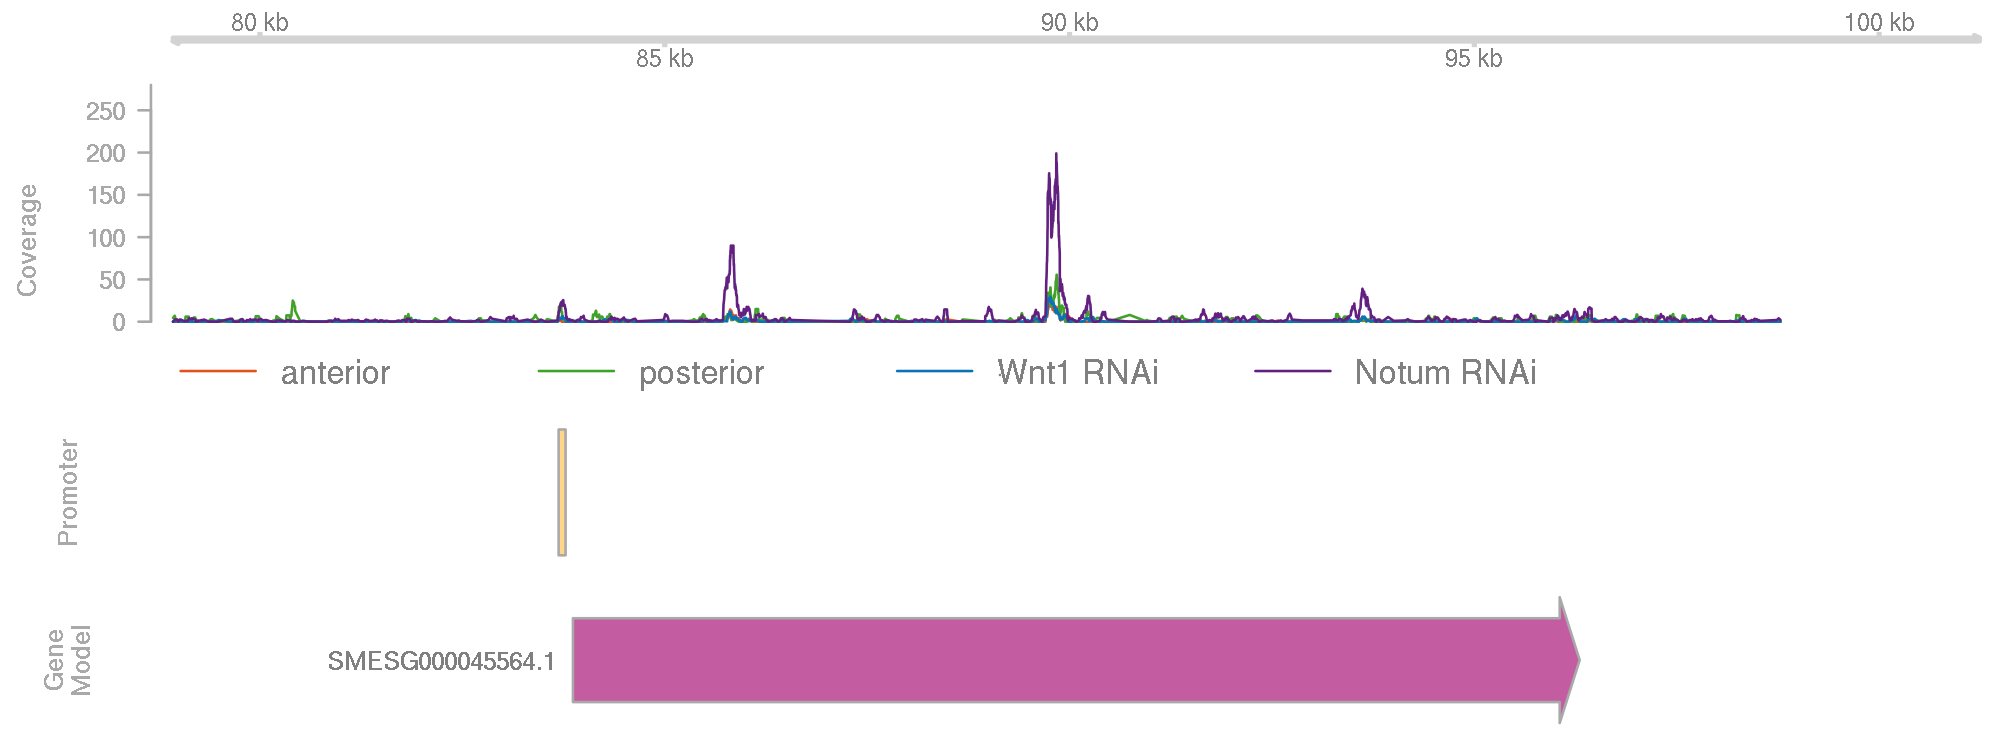 80 kb 90 kb 100 kb
85 kb 95 kb
Coverage
250
200
150
100
50
0
anterior posterior Wnt1 RNAi Notum RNAi
Promoter
Gene
Model
SMESG000045564.1